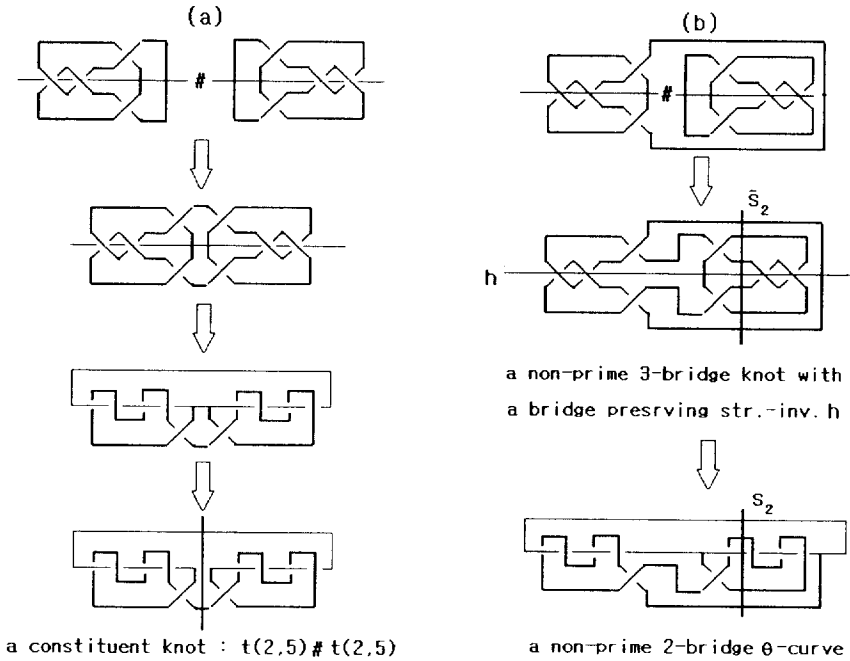 (a)
#
a constituent knot : t(2,5)#t(2,5)
(b)
#
S̄₂
h
a non-prime 3-bridge knot with
a bridge presrving str.-inv. h
S₂
a non-prime 2-bridge θ-curve